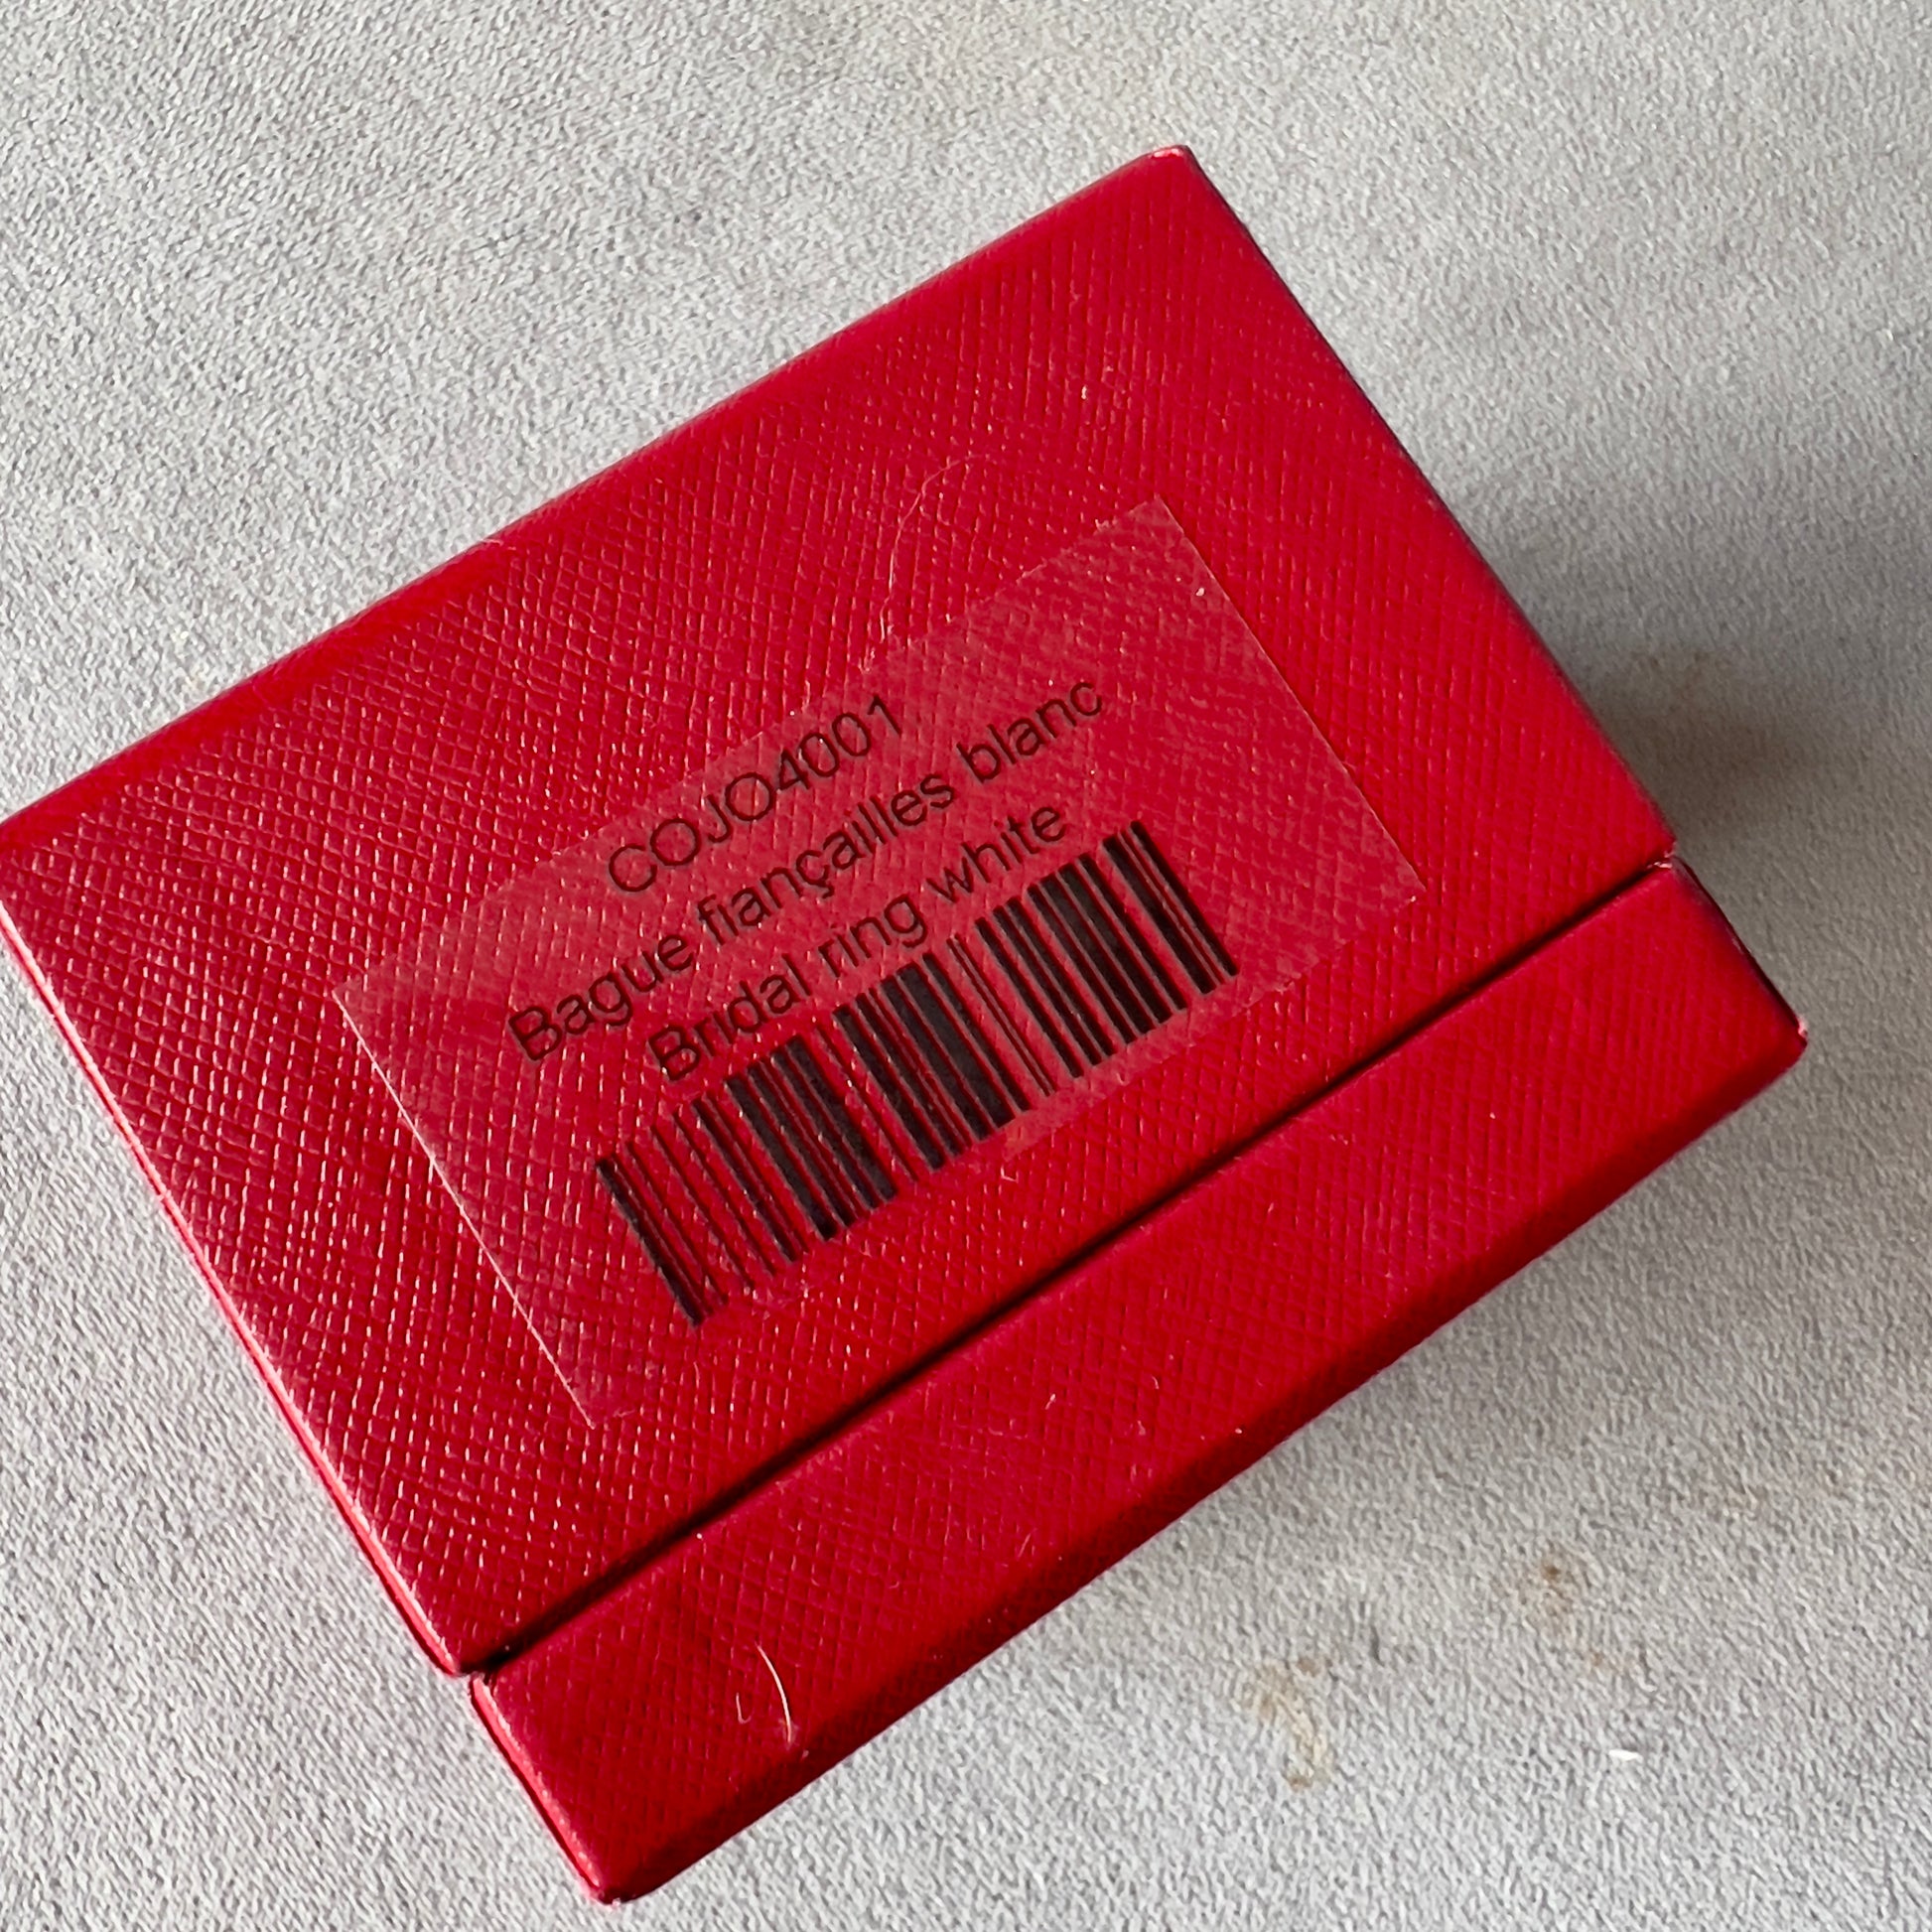 COJO4001
Bague fiançailles blanc
Bridal ring white